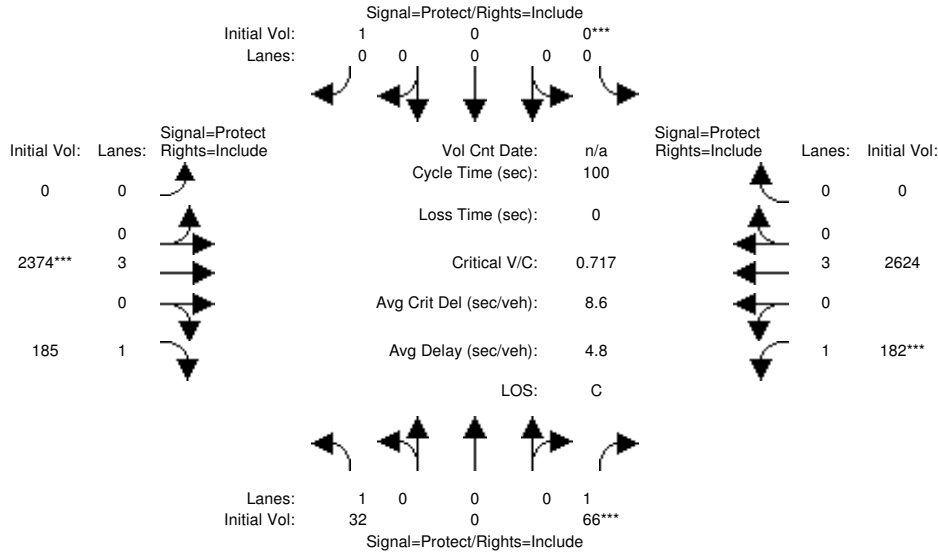 Signal=Protect/Rights=Include
Initial Vol: 1 0 0***
Lanes: 0 0 0 0 0
Signal=Protect
Initial Vol: Lanes: Rights=Include
Vol Cnt Date: n/a
Signal=Protect
Rights=Include Lanes: Initial Vol:
Cycle Time (sec): 100
0 0
0 0
Loss Time (sec): 0
0
0
2374*** 3
Critical V/C: 0.717
3 2624
0
Avg Crit Del (sec/veh): 8.6
0
185 1
Avg Delay (sec/veh): 4.8
1 182***
LOS: C
Lanes: 1 0 0 0 1
Initial Vol: 32 0 66***
Signal=Protect/Rights=Include